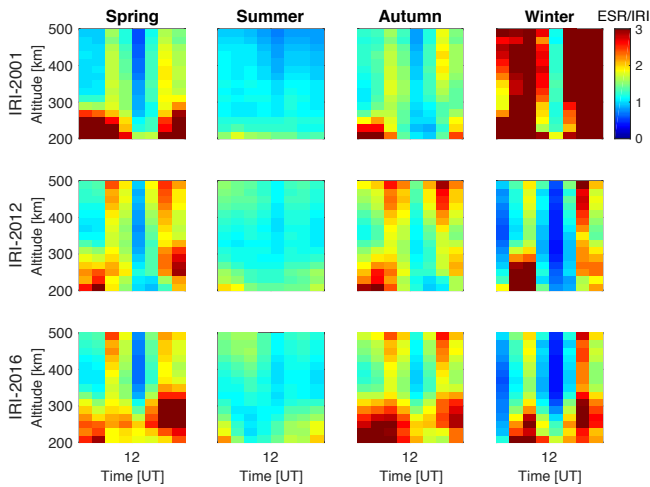 Spring Summer Autumn Winter ESR/IRI
IRI-2001
Altitude [km]
500
400
300
200
3
2
1
0
IRI-2012
Altitude [km]
500
400
300
200
IRI-2016
Altitude [km]
500
400
300
200
12 12 12 12
Time [UT] Time [UT] Time [UT] Time [UT]